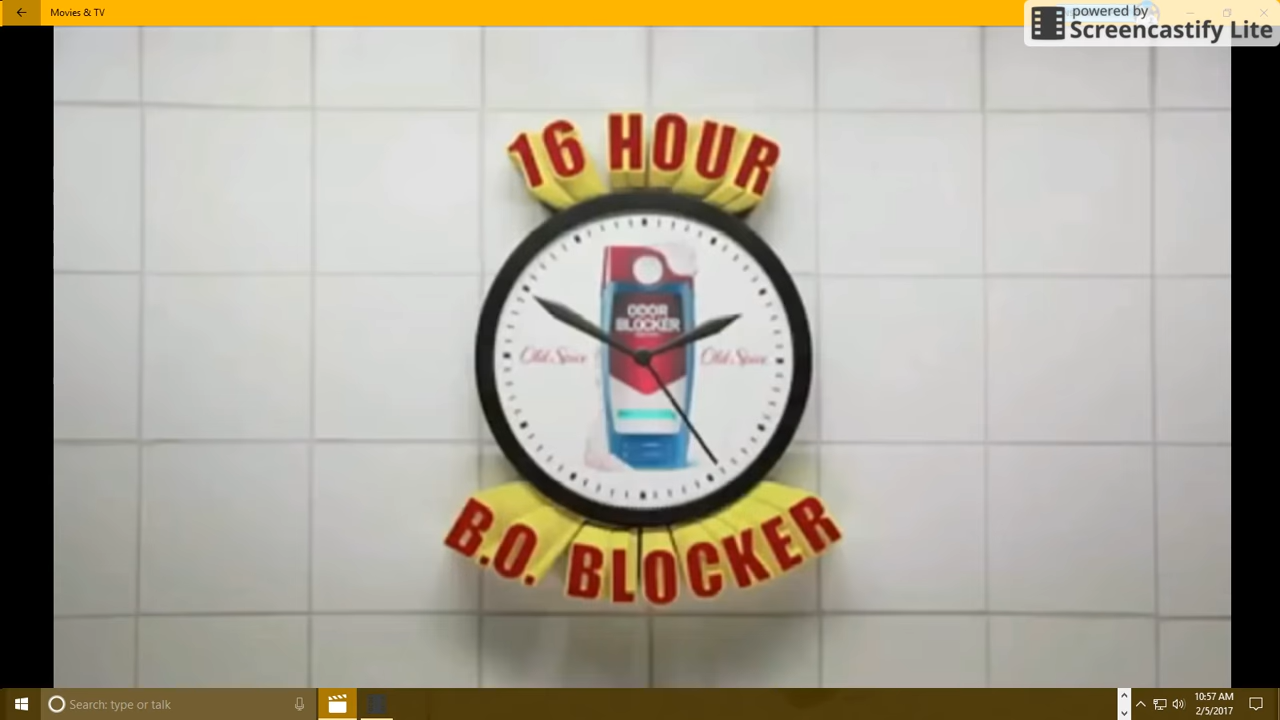 Movies & TV
powered by
Screencastify Lite
16 HOUR
ODOR
BLOCKER
Old Spice Old Spice
B.O. BLOCKER
Search: type or talk
10:57 AM
2/5/2017